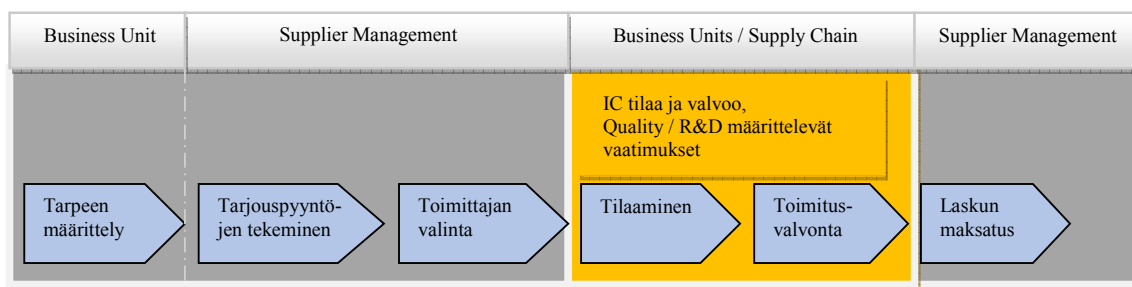 Business Unit
Supplier Management
Business Units / Supply Chain
Supplier Management
IC tilaa ja valvoo,
Quality / R&D määrittelevät
vaatimukset
Tarpeen
määrittely
Tarjouspyyntö-
jen tekeminen
Toimittajan
valinta
Tilaaminen
Toimitus-
valvonta
Laskun
maksatus